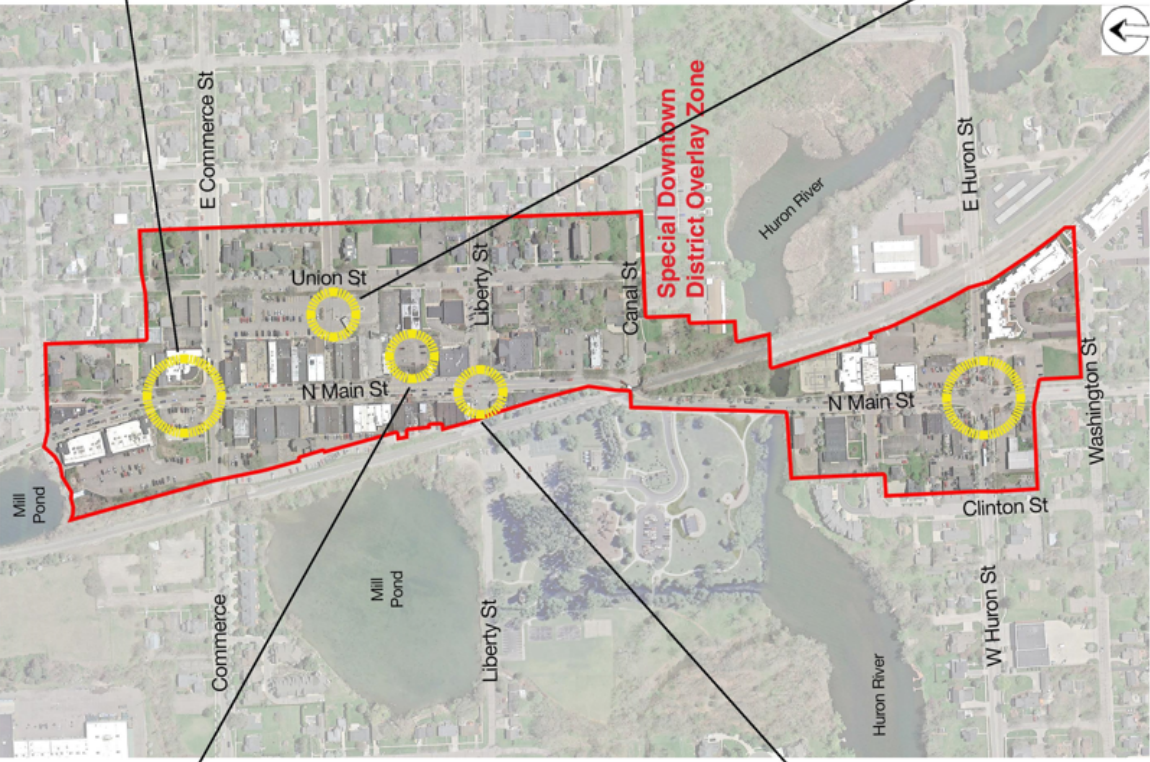 E Commerce St
Special Downtown
District Overlay Zone
E Huron St
Huron River
Union St
Liberty St
Canal St
N Main St
N Main St
Washington St
Mill
Pond
Clinton St
Mill
Pond
Commerce
Liberty St
W Huron St
Huron River